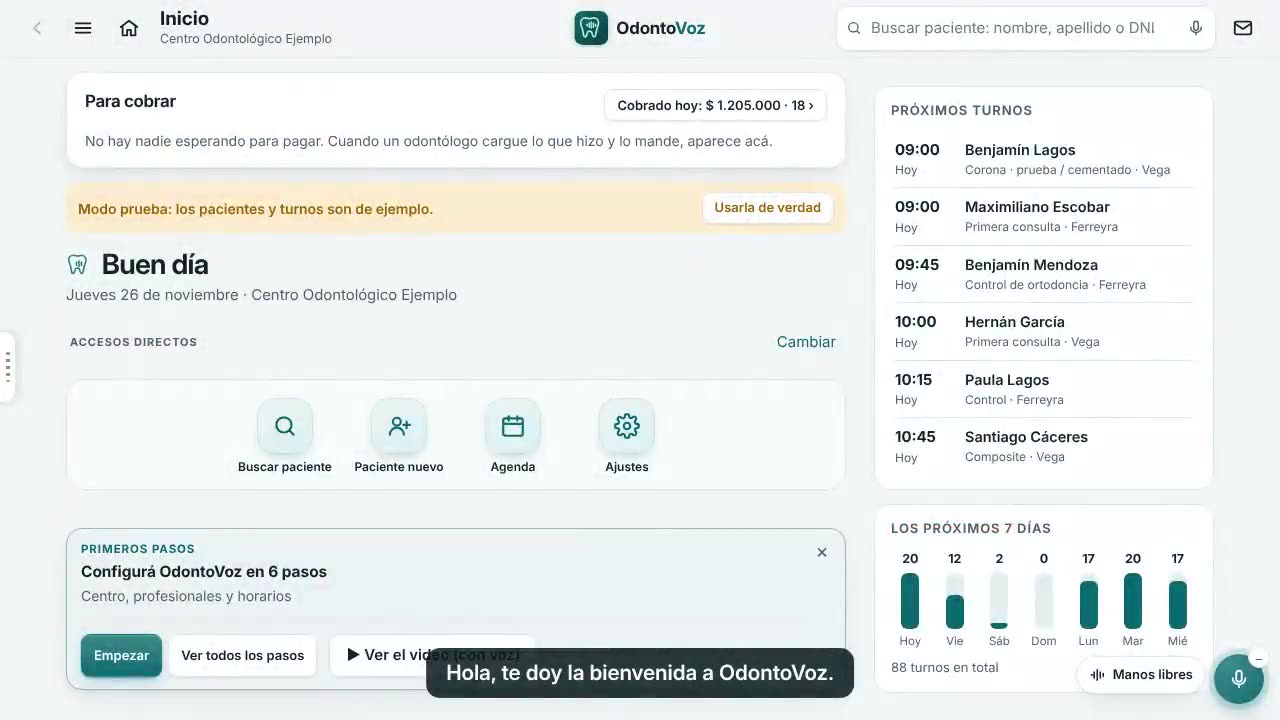 Inicio
Centro Odontológico Ejemplo
OdontoVoz
Buscar paciente: nombre, apellido o DNI
Para cobrar
Cobrado hoy: $ 1.205.000 · 18 ›
No hay nadie esperando para pagar. Cuando un odontólogo cargue lo que hizo y lo mande, aparece acá.
Modo prueba: los pacientes y turnos son de ejemplo.
Usarla de verdad
Buen día
Jueves 26 de noviembre · Centro Odontológico Ejemplo
ACCESOS DIRECTOS
Cambiar
Buscar paciente
Paciente nuevo
Agenda
Ajustes
PRIMEROS PASOS
Configurá OdontoVoz en 6 pasos
Centro, profesionales y horarios
Empezar
Ver todos los pasos
▶ Ver el video (con voz)
Hola, te doy la bienvenida a OdontoVoz.
PRÓXIMOS TURNOS
09:00 Benjamín Lagos
Hoy Corona · prueba / cementado · Vega
09:00 Maximiliano Escobar
Hoy Primera consulta · Ferreyra
09:45 Benjamín Mendoza
Hoy Control de ortodoncia · Ferreyra
10:00 Hernán García
Hoy Primera consulta · Vega
10:15 Paula Lagos
Hoy Control · Ferreyra
10:45 Santiago Cáceres
Hoy Composite · Vega
LOS PRÓXIMOS 7 DÍAS
20 12 2 0 17 20 17
Hoy Vie Sáb Dom Lun Mar Mié
88 turnos en total
Manos libres